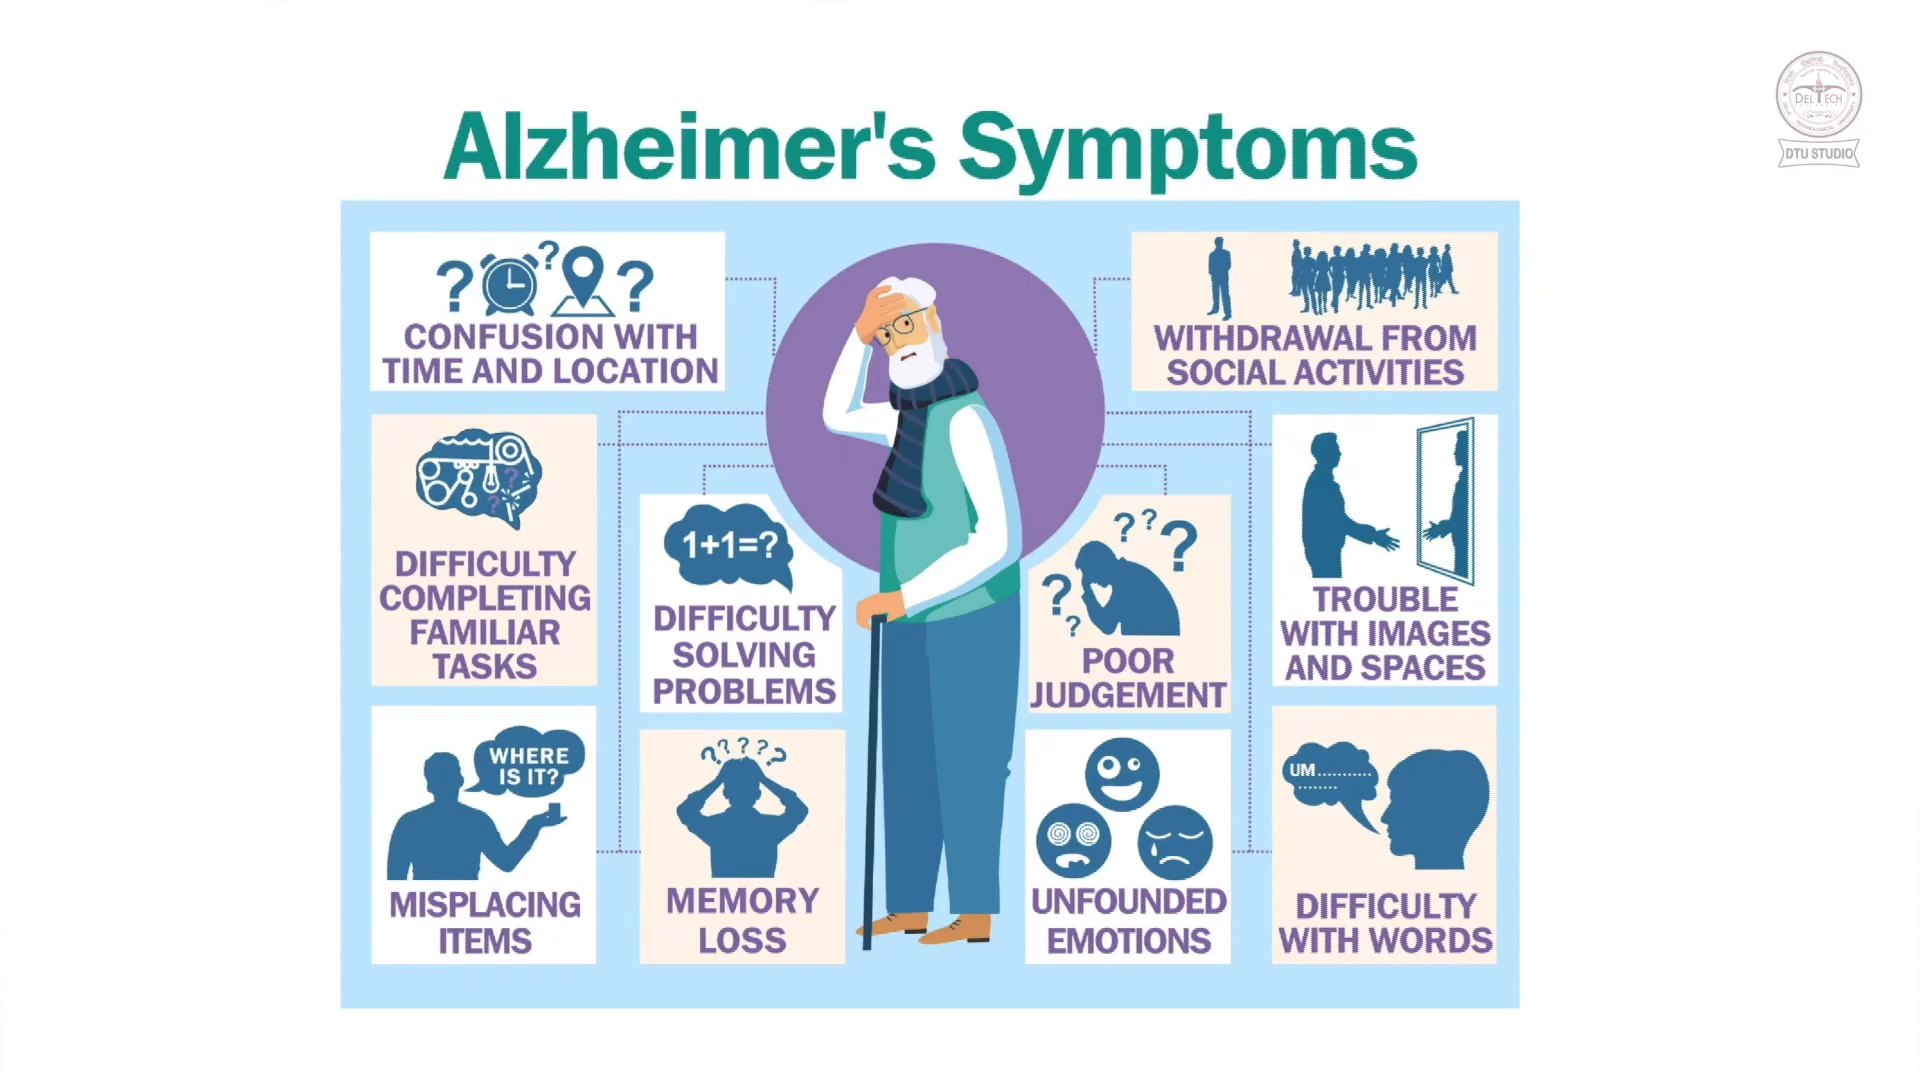 Alzheimer's Symptoms
DELTECH
DTU STUDIO
? ? ?
CONFUSION WITH
TIME AND LOCATION
WITHDRAWAL FROM
SOCIAL ACTIVITIES
? ? ?
DIFFICULTY
COMPLETING
FAMILIAR
TASKS
1+1=?
DIFFICULTY
SOLVING
PROBLEMS
? ? ? ? ?
POOR
JUDGEMENT
TROUBLE
WITH IMAGES
AND SPACES
WHERE
IS IT?
MISPLACING
ITEMS
? ? ? ? ?
MEMORY
LOSS
UNFOUNDED
EMOTIONS
UM...........
........
DIFFICULTY
WITH WORDS